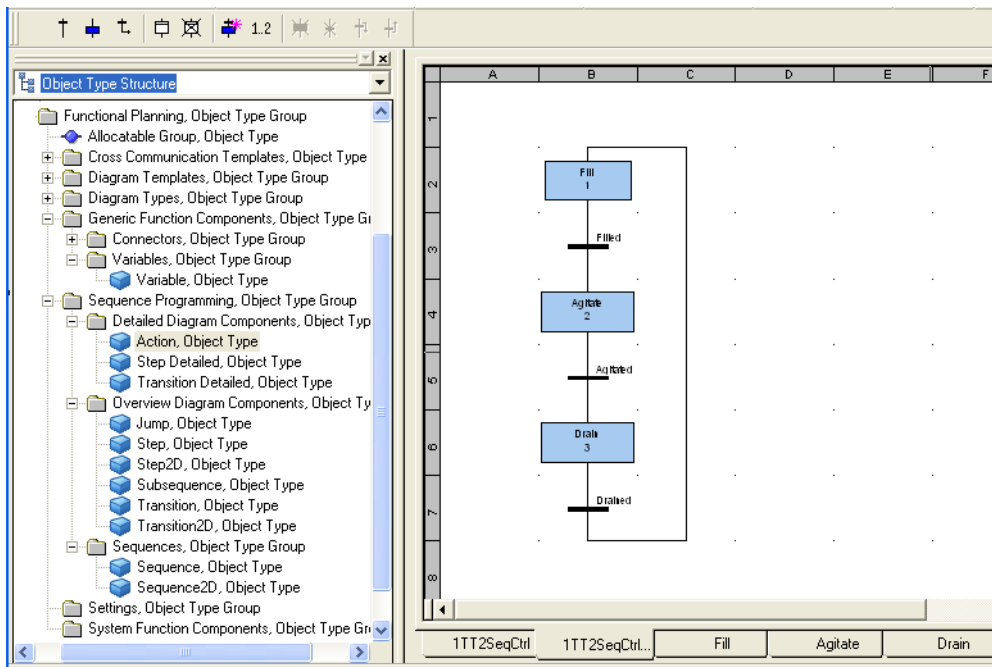 1..2
Object Type Structure
Functional Planning, Object Type Group
Allocatable Group, Object Type
Cross Communication Templates, Object Type
Diagram Templates, Object Type Group
Diagram Types, Object Type Group
Generic Function Components, Object Type Gr
Connectors, Object Type Group
Variables, Object Type Group
Variable, Object Type
Sequence Programming, Object Type Group
Detailed Diagram Components, Object Typ
Action, Object Type
Step Detailed, Object Type
Transition Detailed, Object Type
Overview Diagram Components, Object Ty
Jump, Object Type
Step, Object Type
Step2D, Object Type
Subsequence, Object Type
Transition, Object Type
Transition2D, Object Type
Sequences, Object Type Group
Sequence, Object Type
Sequence2D, Object Type
Settings, Object Type Group
System Function Components, Object Type Gr
A B C D E F
1
2
Fill
1
3
Filled
4
Agitate
2
5
Agitated
6
Drain
3
7
Drained
8
1TT2SeqCtrl 1TT2SeqCtrl... Fill Agitate Drain